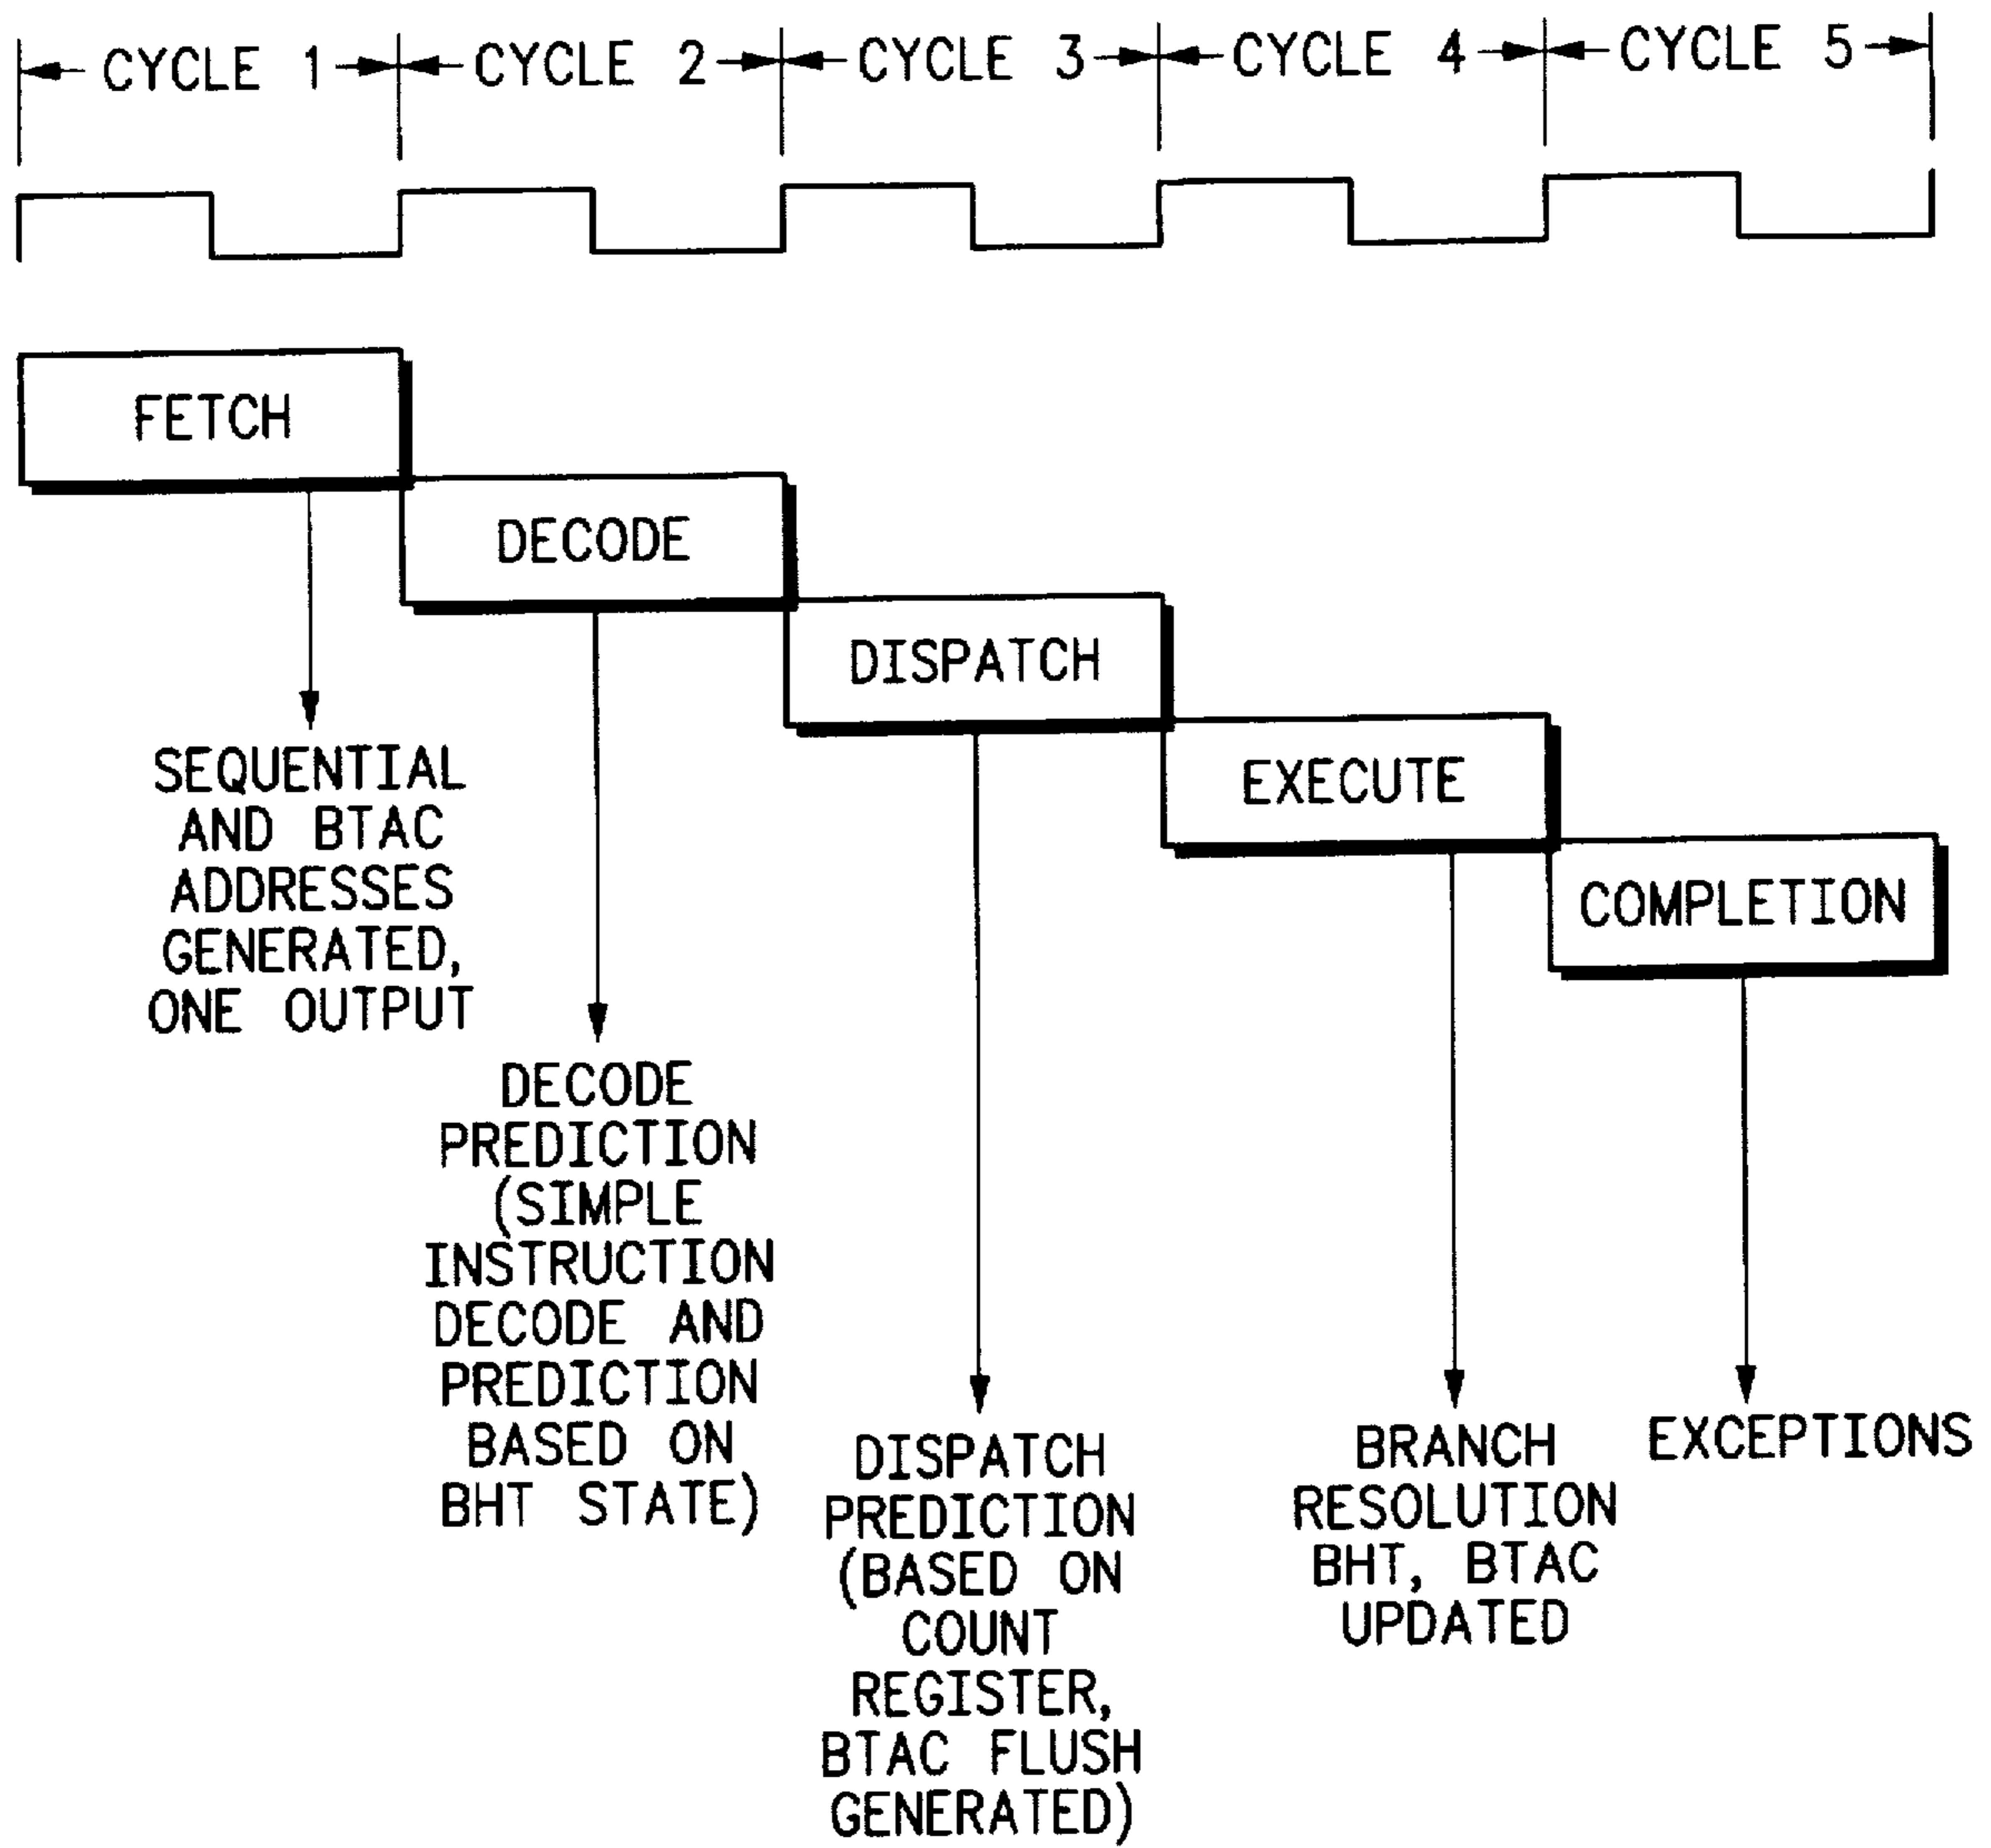 CYCLE 1 CYCLE 2 CYCLE 3 CYCLE 4 CYCLE 5
FETCH
DECODE
DISPATCH
EXECUTE
COMPLETION
SEQUENTIAL
AND BTAC
ADDRESSES
GENERATED,
ONE OUTPUT
DECODE
PREDICTION
(SIMPLE
INSTRUCTION
DECODE AND
PREDICTION
BASED ON
BHT STATE)
DISPATCH
PREDICTION
(BASED ON
COUNT
REGISTER,
BTAC FLUSH
GENERATED)
BRANCH
RESOLUTION
BHT, BTAC
UPDATED
EXCEPTIONS